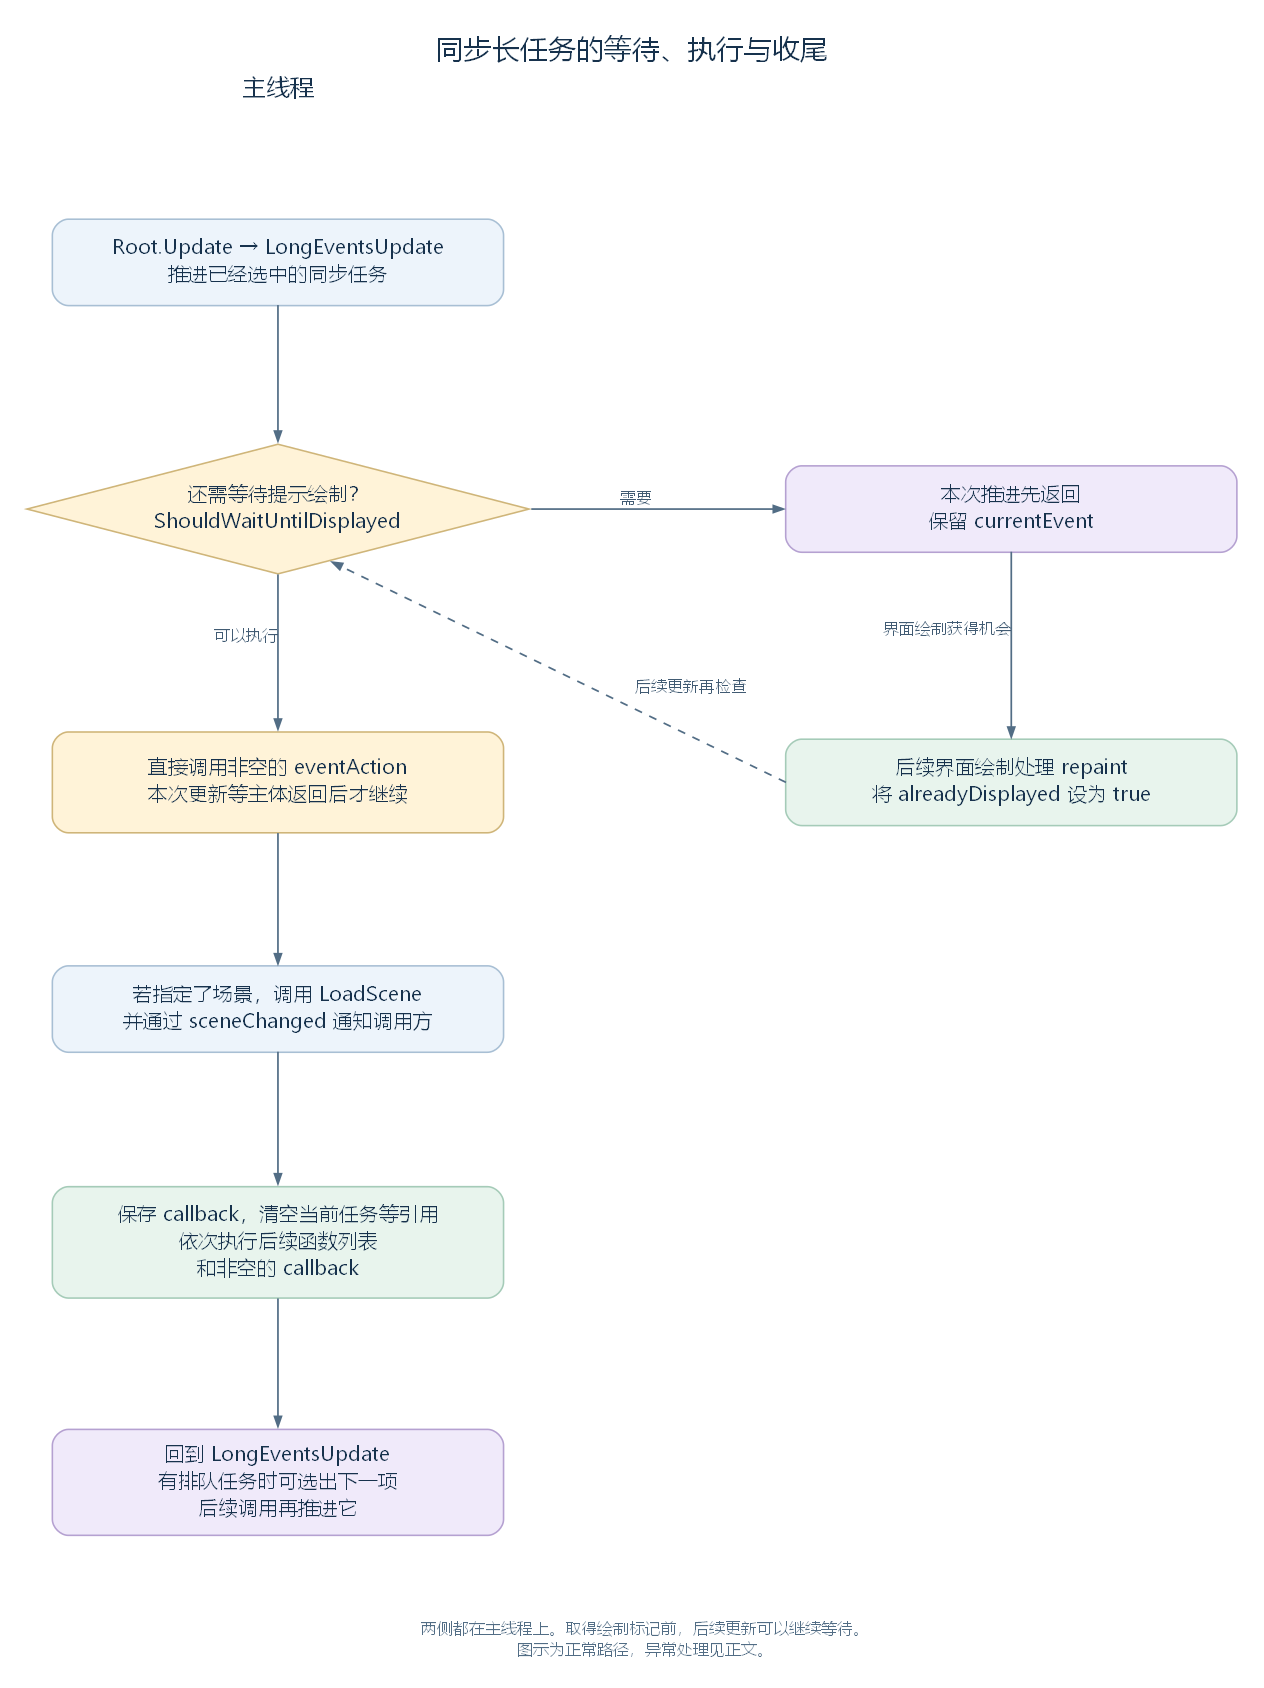 同步长任务的等待、执行与收尾
主线程
Root.Update → LongEventsUpdate
推进已经选中的同步任务
还需等待提示绘制？
ShouldWaitUntilDisplayed
需要
本次推进先返回
保留 currentEvent
可以执行
界面绘制获得机会
后续更新再检查
直接调用非空的 eventAction
本次更新等主体返回后才继续
后续界面绘制处理 repaint
将 alreadyDisplayed 设为 true
若指定了场景，调用 LoadScene
并通过 sceneChanged 通知调用方
保存 callback，清空当前任务等引用
依次执行后续函数列表
和非空的 callback
回到 LongEventsUpdate
有排队任务时可选出下一项
后续调用再推进它
两侧都在主线程上。取得绘制标记前，后续更新可以继续等待。
图示为正常路径，异常处理见正文。